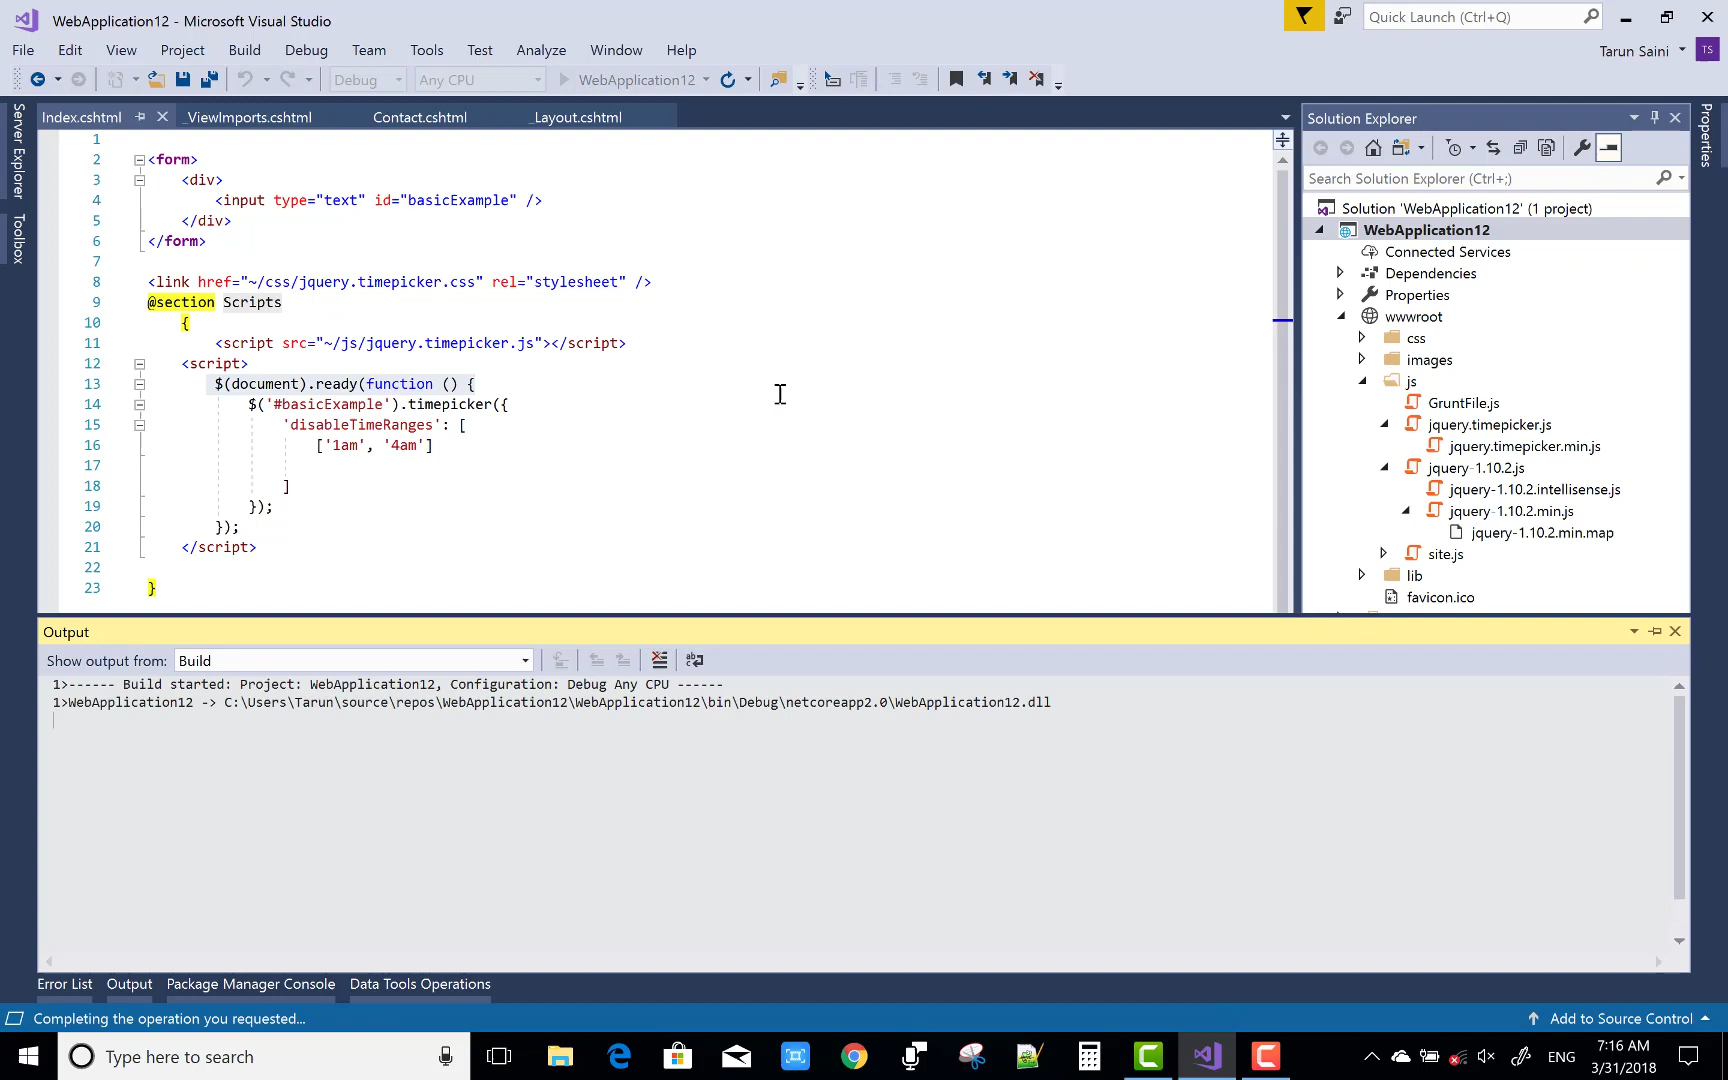 WebApplication12 - Microsoft Visual Studio
Quick Launch (Ctrl+Q)
File Edit View Project Build Debug Team Tools Test Analyze Window Help
Tarun Saini TS
Debug Any CPU WebApplication12
Server Explorer
Toolbox
Index.cshtml _ViewImports.cshtml Contact.cshtml _Layout.cshtml
1
2 <form>
3 <div>
4 <input type="text" id="basicExample" />
5 </div>
6 </form>
7
8 <link href="~/css/jquery.timepicker.css" rel="stylesheet" />
9 @section Scripts
10 {
11 <script src="~/js/jquery.timepicker.js"></script>
12 <script>
13 $(document).ready(function () {
14 $('#basicExample').timepicker({
15 'disableTimeRanges': [
16 ['1am', '4am']
17
18 ]
19 });
20 });
21 </script>
22
23 }
Solution Explorer
Search Solution Explorer (Ctrl+;)
Solution 'WebApplication12' (1 project)
WebApplication12
Connected Services
Dependencies
Properties
wwwroot
css
images
js
GruntFile.js
jquery.timepicker.js
jquery.timepicker.min.js
jquery-1.10.2.js
jquery-1.10.2.intellisense.js
jquery-1.10.2.min.js
jquery-1.10.2.min.map
site.js
lib
favicon.ico
Properties
Output
Show output from: Build
1>------ Build started: Project: WebApplication12, Configuration: Debug Any CPU ------
1>WebApplication12 -> C:\Users\Tarun\source\repos\WebApplication12\WebApplication12\bin\Debug\netcoreapp2.0\WebApplication12.dll
Error List Output Package Manager Console Data Tools Operations
Completing the operation you requested...
Add to Source Control
Type here to search
ENG
7:16 AM
3/31/2018